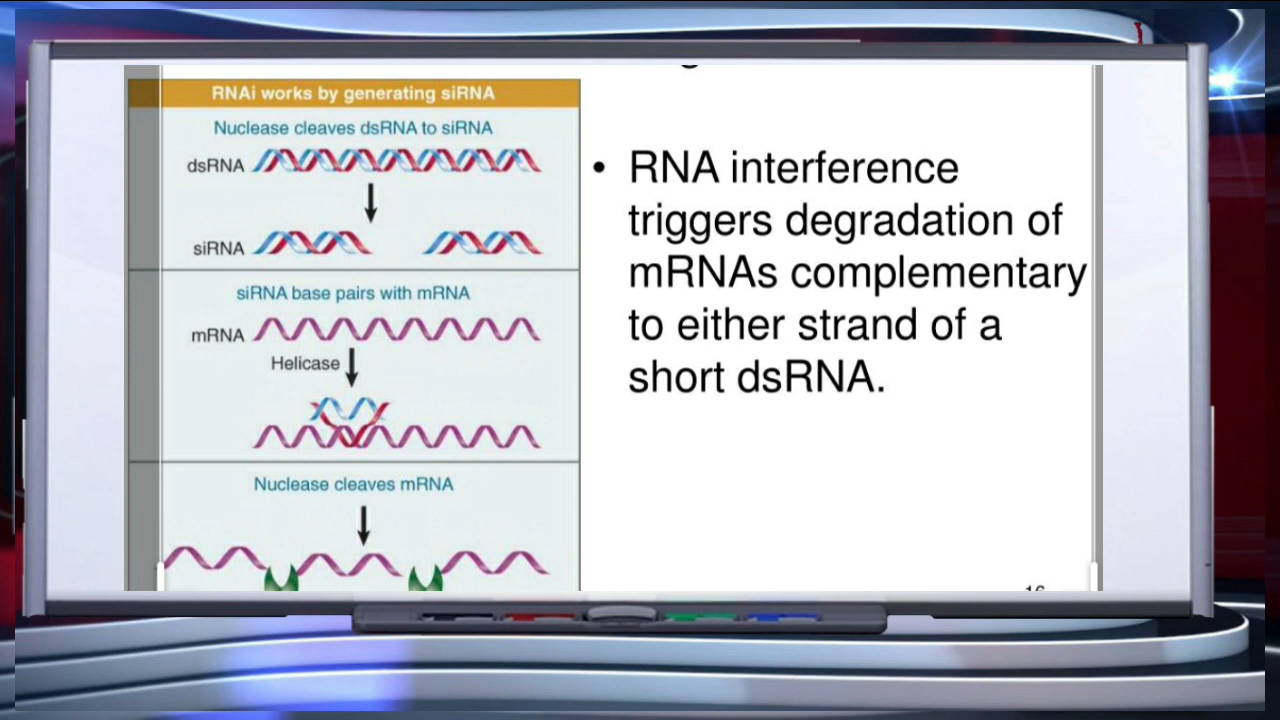 RNAi works by generating siRNA
Nuclease cleaves dsRNA to siRNA
dsRNA
siRNA
siRNA base pairs with mRNA
mRNA
Helicase
Nuclease cleaves mRNA
• RNA interference
triggers degradation of
mRNAs complementary
to either strand of a
short dsRNA.